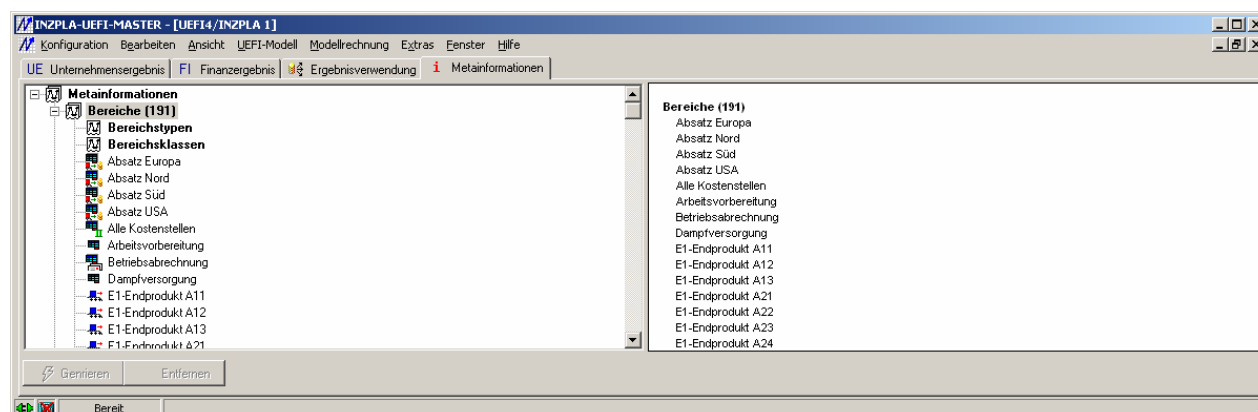 INZPLA-UEFI-MASTER - [UEFI4/INZPLA 1]
Konfiguration Bearbeiten Ansicht UEFI-Modell Modellrechnung Extras Fenster Hilfe
UE Unternehmensergebnis FI Finanzergebnis Ergebnisverwendung i Metainformationen
Metainformationen
Bereiche (191)
Bereichstypen
Bereichsklassen
Absatz Europa
Absatz Nord
Absatz Süd
Absatz USA
Alle Kostenstellen
Arbeitsvorbereitung
Betriebsabrechnung
Dampfversorgung
E1-Endprodukt A11
E1-Endprodukt A12
E1-Endprodukt A13
E1-Endprodukt A21
Bereiche (191)
Absatz Europa
Absatz Nord
Absatz Süd
Absatz USA
Alle Kostenstellen
Arbeitsvorbereitung
Betriebsabrechnung
Dampfversorgung
E1-Endprodukt A11
E1-Endprodukt A12
E1-Endprodukt A13
E1-Endprodukt A21
E1-Endprodukt A22
E1-Endprodukt A23
E1-Endprodukt A24
Genrieren Entfernen
Bereit